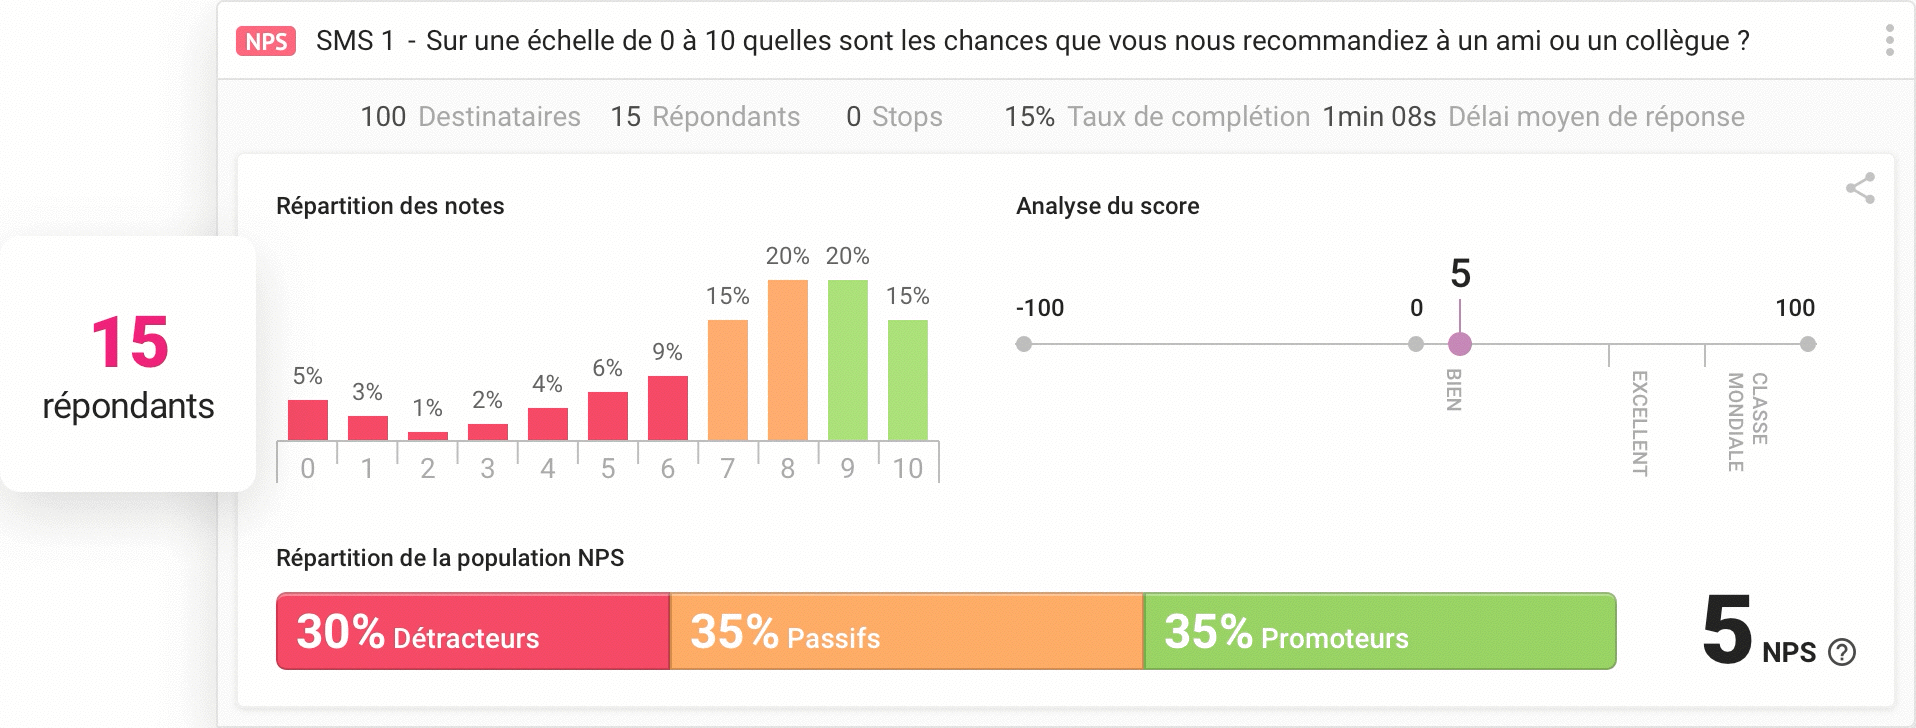 NPS SMS 1 - Sur une échelle de 0 à 10 quelles sont les chances que vous nous recommandiez à un ami ou un collègue ?
100 Destinataires 15 Répondants 0 Stops 15% Taux de complétion 1min 08s Délai moyen de réponse
15
répondants
Répartition des notes
5% 3% 1% 2% 4% 6% 9% 15% 20% 20% 15%
0 1 2 3 4 5 6 7 8 9 10
Analyse du score
5
-100 0 100
BIEN
EXCELLENT
CLASSE
MONDIALE
Répartition de la population NPS
30% Détracteurs 35% Passifs 35% Promoteurs
5 NPS ?